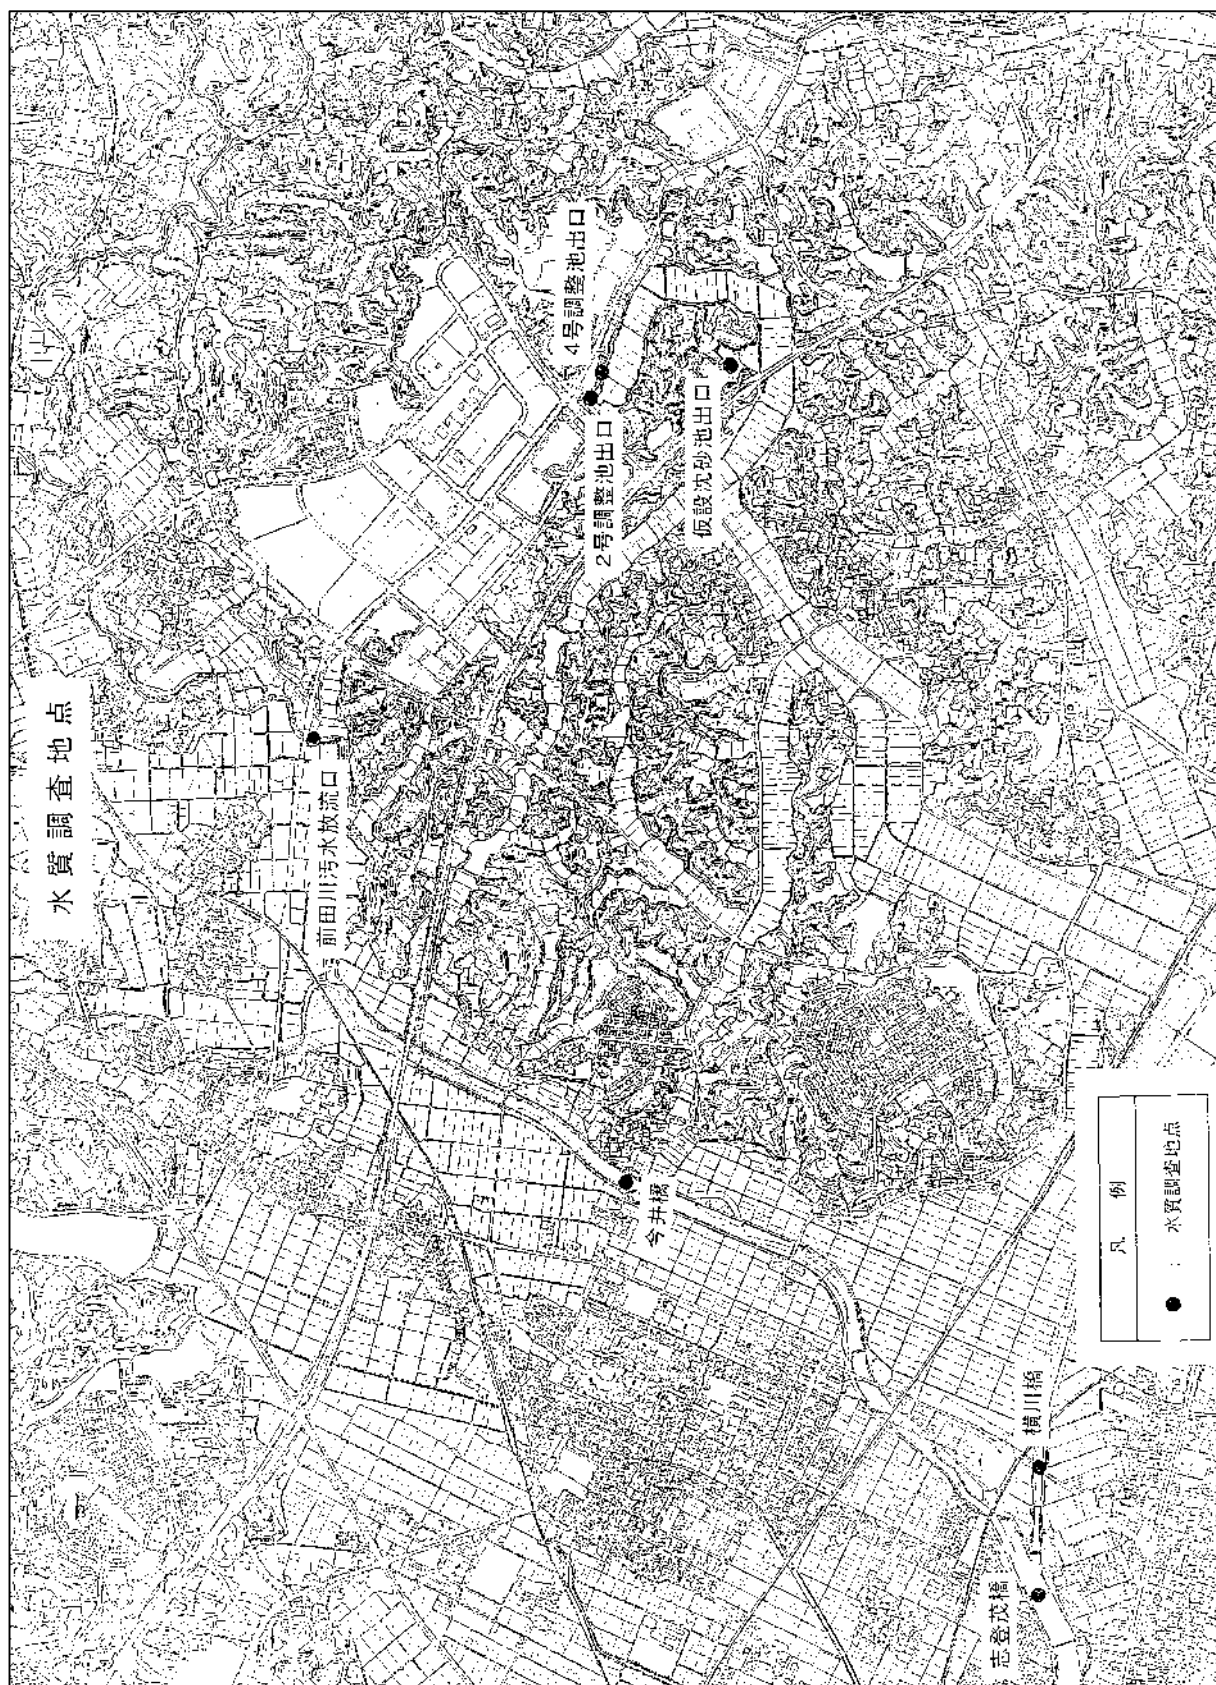 水質調査地点
4号調整池出口
2号調整池出口
仮設沈砂池出口
前田川汚水放流口
今井橋
横川橋
志登茂橋
凡例
● : 水質調査地点